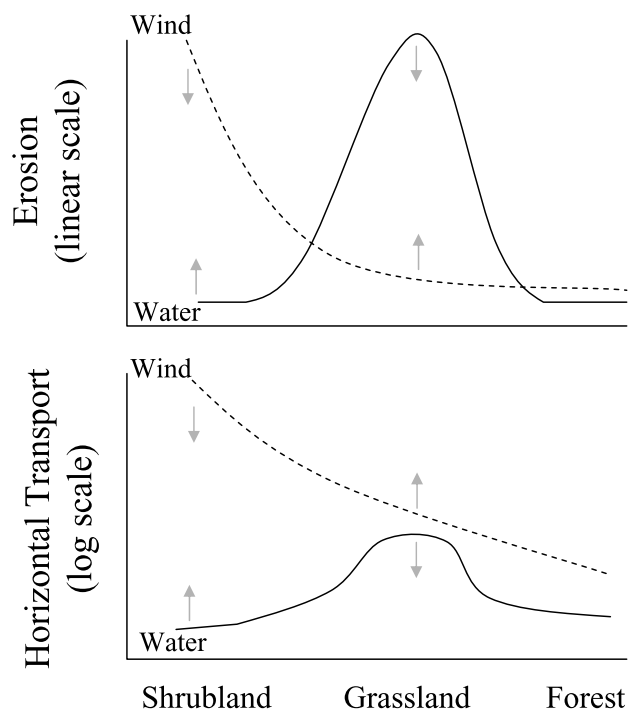 Wind
Erosion
(linear scale)
Water
Wind
Horizontal Transport
(log scale)
Water
Shrubland Grassland Forest